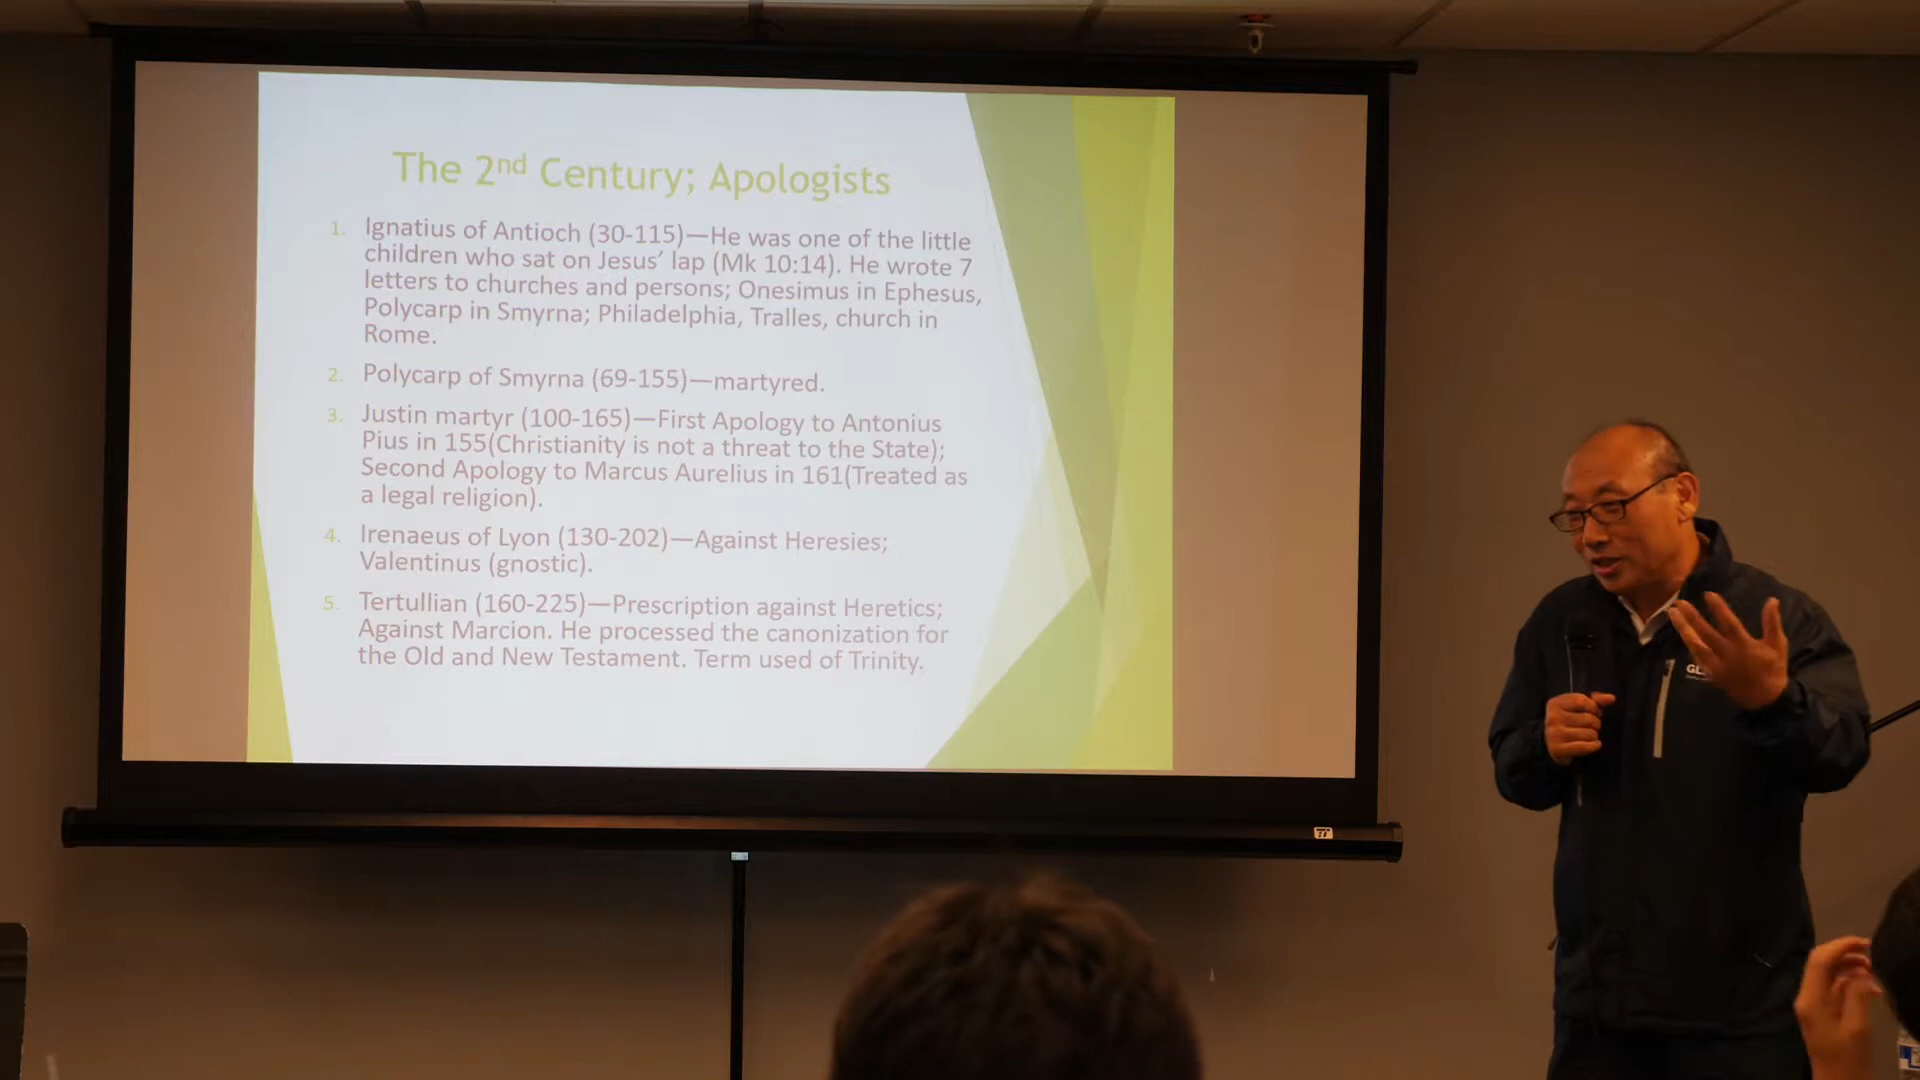 The 2nd Century; Apologists
1. Ignatius of Antioch (30-115)—He was one of the little
children who sat on Jesus’ lap (Mk 10:14). He wrote 7
letters to churches and persons; Onesimus in Ephesus,
Polycarp in Smyrna; Philadelphia, Tralles, church in
Rome.
2. Polycarp of Smyrna (69-155)—martyred.
3. Justin martyr (100-165)—First Apology to Antonius
Pius in 155(Christianity is not a threat to the State);
Second Apology to Marcus Aurelius in 161(Treated as
a legal religion).
4. Irenaeus of Lyon (130-202)—Against Heresies;
Valentinus (gnostic).
5. Tertullian (160-225)—Prescription against Heretics;
Against Marcion. He processed the canonization for
the Old and New Testament. Term used of Trinity.